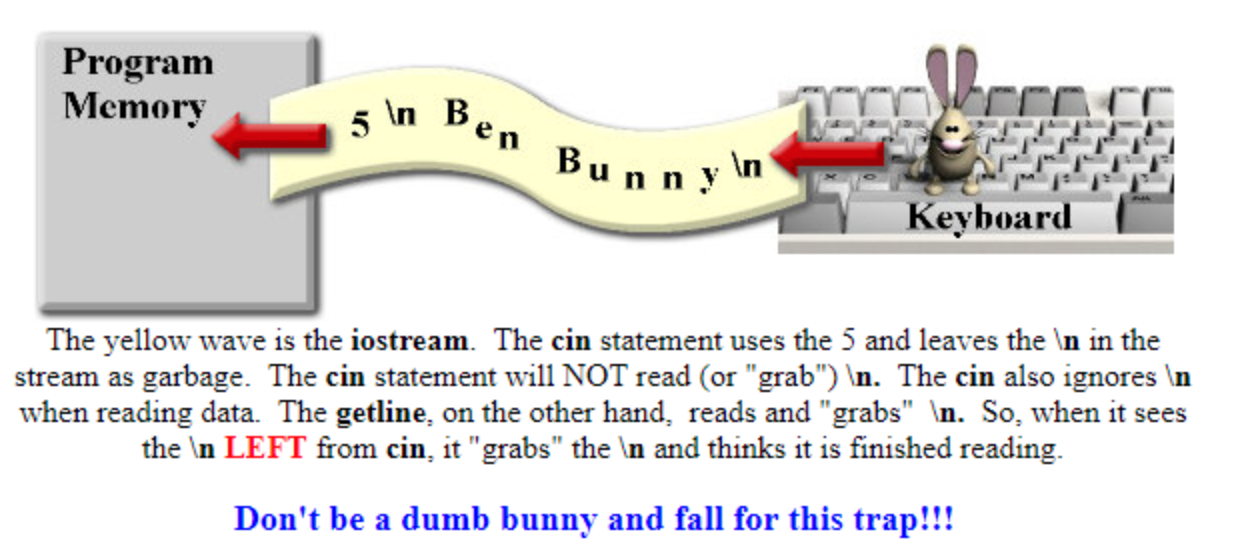 Program
Memory
5 \n Ben Bunny \n
Keyboard
The yellow wave is the iostream. The cin statement uses the 5 and leaves the \n in the
stream as garbage. The cin statement will NOT read (or "grab") \n. The cin also ignores \n
when reading data. The getline, on the other hand, reads and "grabs" \n. So, when it sees
the \n LEFT from cin, it "grabs" the \n and thinks it is finished reading.
Don't be a dumb bunny and fall for this trap!!!